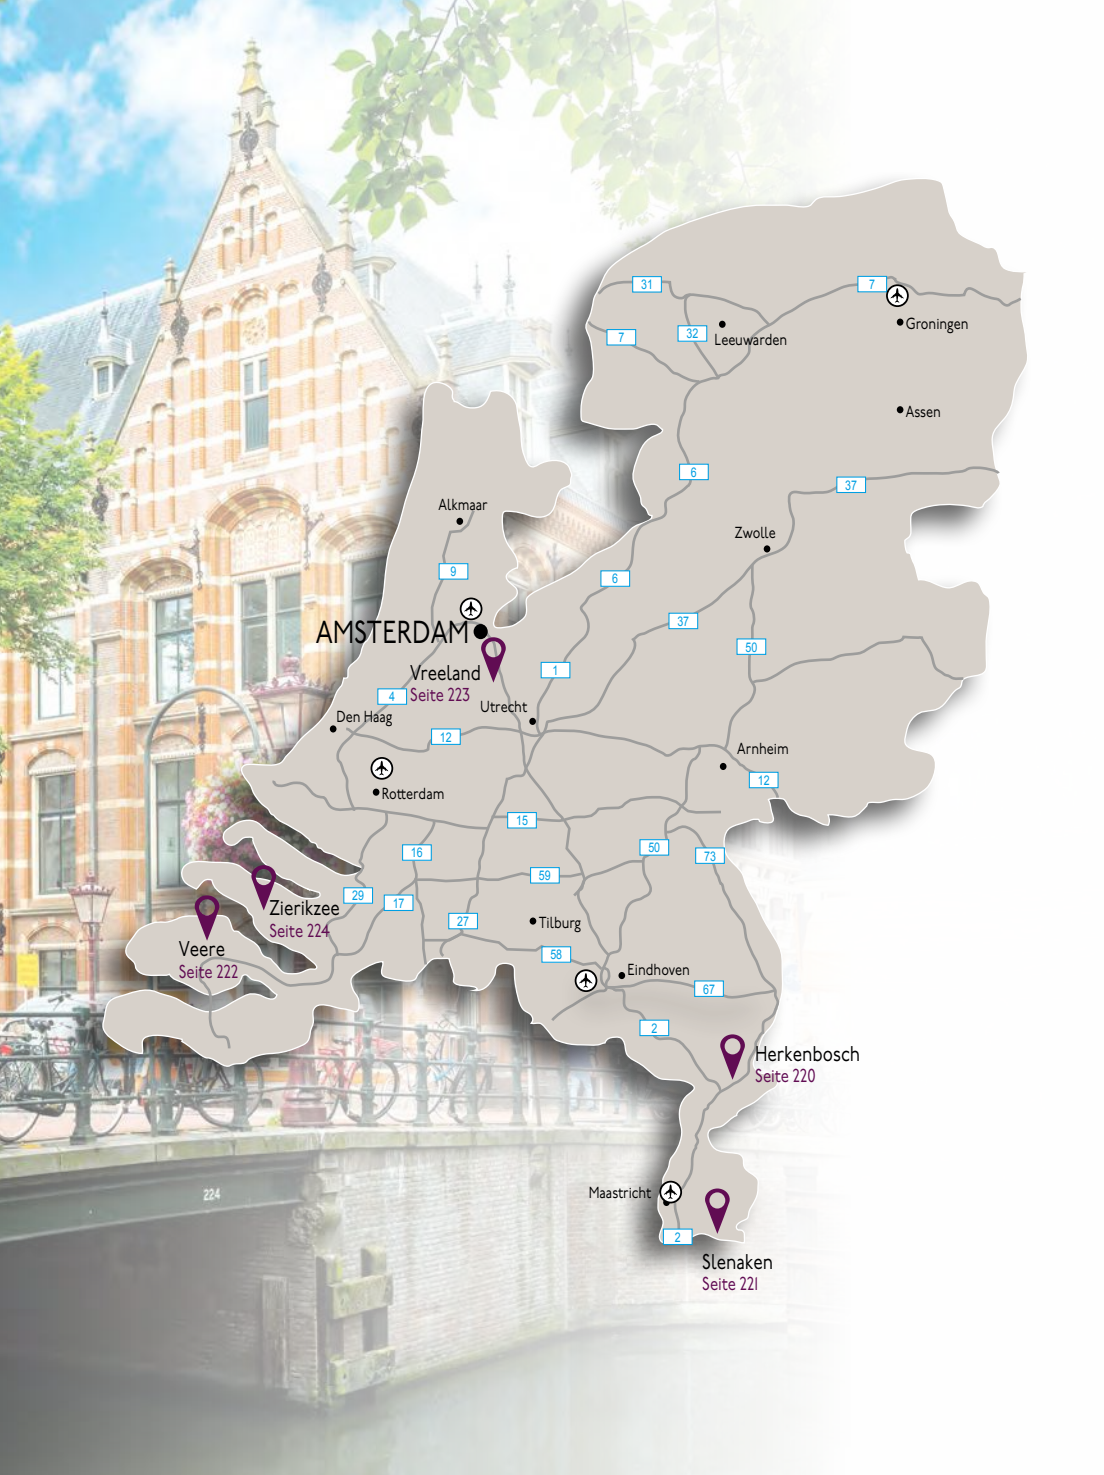 31
7
7
32
Leeuwarden
Groningen
Assen
6
37
Alkmaar
Zwolle
9
6
AMSTERDAM
37
50
Vreeland
Seite 223
1
4
Utrecht
Den Haag
12
Arnheim
12
Rotterdam
15
16
50
73
59
29
17
Zierikzee
Seite 224
27
Tilburg
Veere
Seite 222
58
Eindhoven
67
2
Herkenbosch
Seite 220
224
Maastricht
2
Slenaken
Seite 221